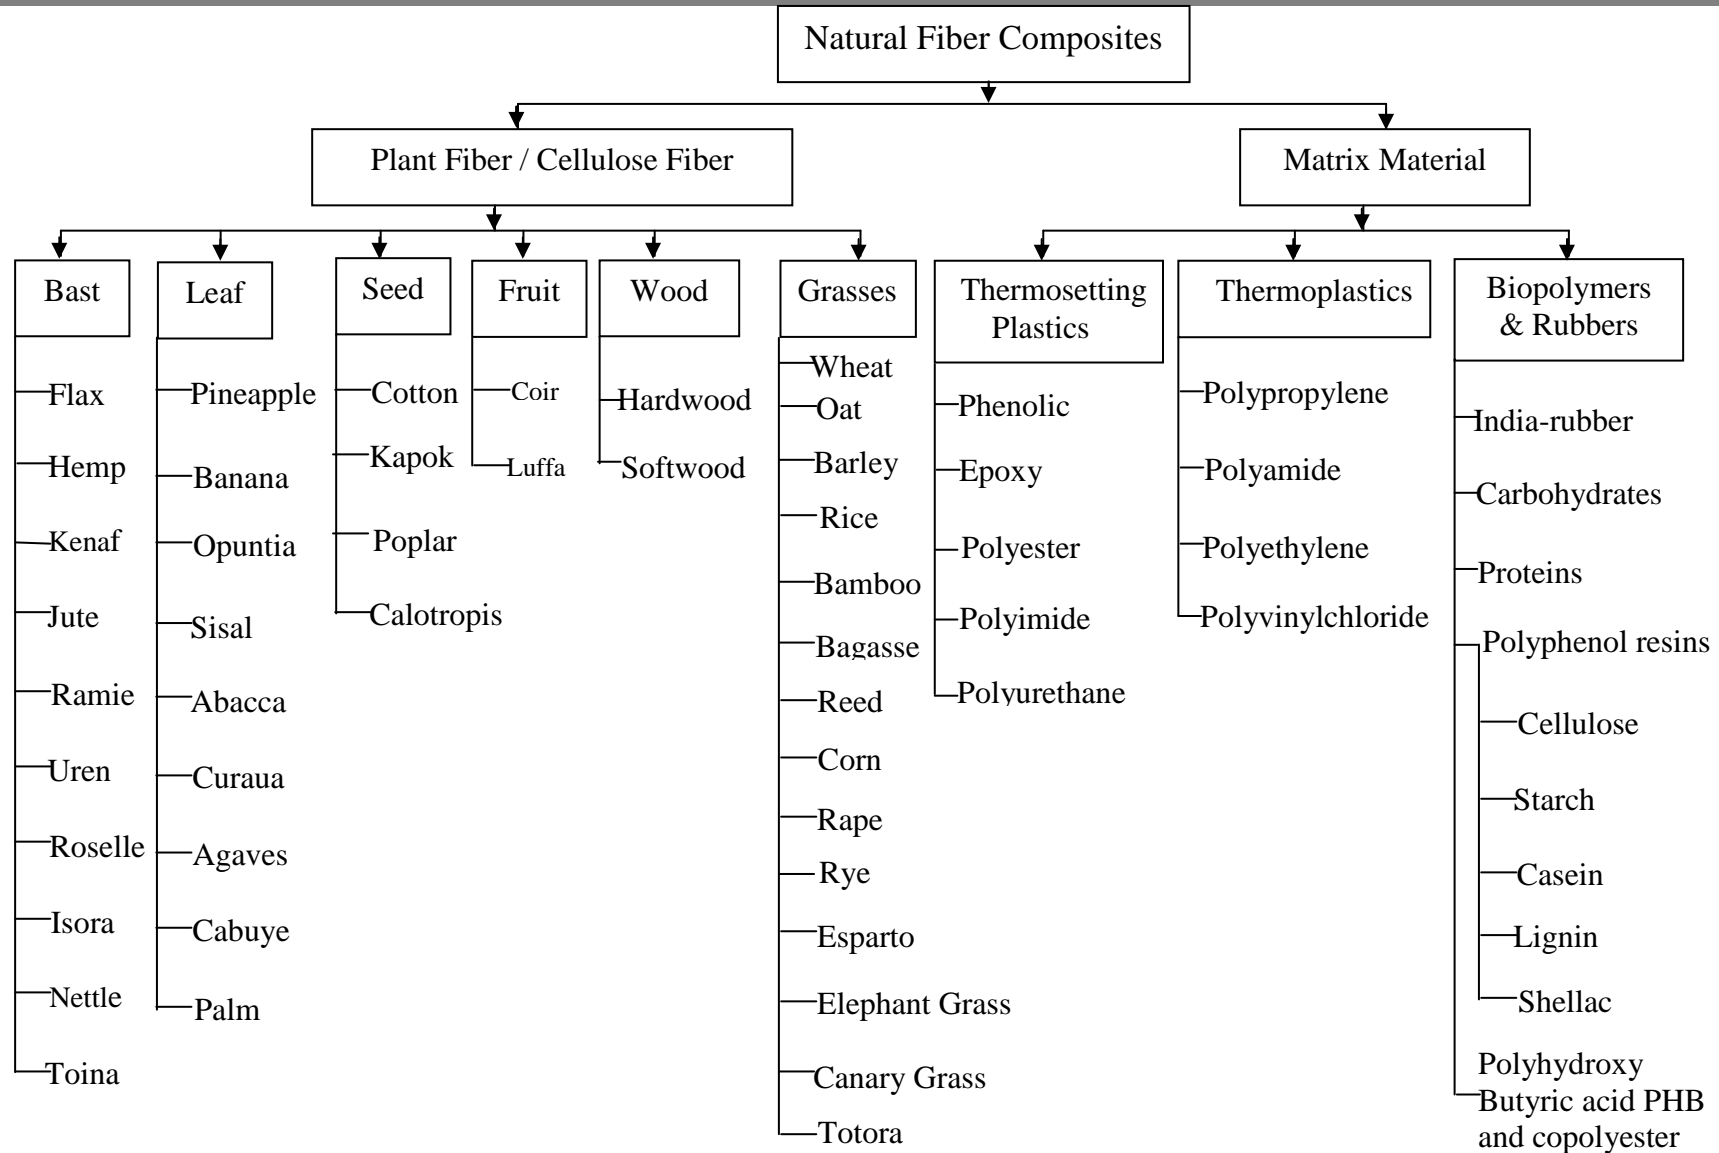 Natural Fiber Composites
Plant Fiber / Cellulose Fiber
Matrix Material
Bast
Flax
Hemp
Kenaf
Jute
Ramie
Uren
Roselle
Isora
Nettle
Toina
Leaf
Pineapple
Banana
Opuntia
Sisal
Abacca
Curaua
Agaves
Cabuye
Palm
Seed
Cotton
Kapok
Poplar
Calotropis
Fruit
Coir
Luffa
Wood
Hardwood
Softwood
Grasses
Wheat
Oat
Barley
Rice
Bamboo
Bagasse
Reed
Corn
Rape
Rye
Esparto
Elephant Grass
Canary Grass
Totora
Thermosetting
Plastics
Phenolic
Epoxy
Polyester
Polyimide
Polyurethane
Thermoplastics
Polypropylene
Polyamide
Polyethylene
Polyvinylchloride
Biopolymers
& Rubbers
India-rubber
Carbohydrates
Proteins
Polyphenol resins
Cellulose
Starch
Casein
Lignin
Shellac
Polyhydroxy
Butyric acid PHB
and copolyester